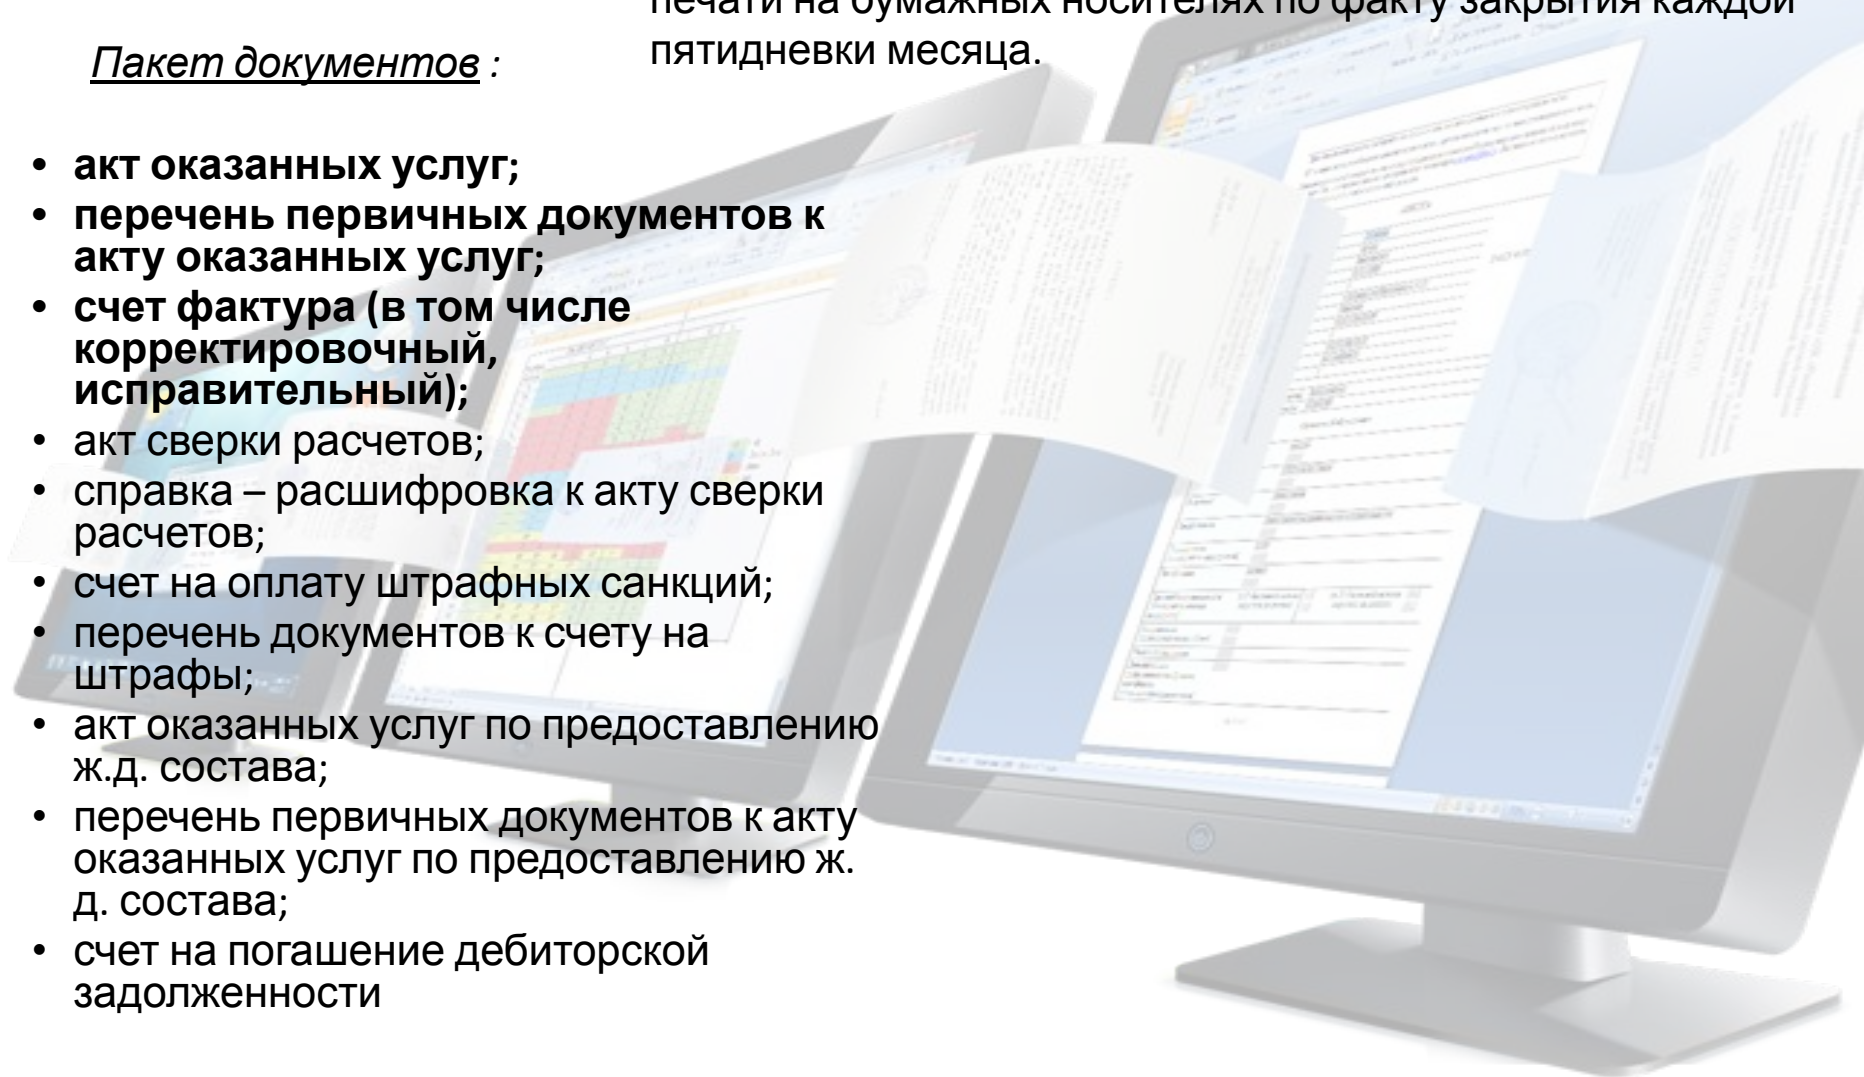 печати на бумажных носителях по факту закрытия каждой
пятидневки месяца.
Пакет документов :
• акт оказанных услуг;
• перечень первичных документов к
акту оказанных услуг;
• счет фактура (в том числе
корректировочный,
исправительный);
• акт сверки расчетов;
• справка – расшифровка к акту сверки
расчетов;
• счет на оплату штрафных санкций;
• перечень документов к счету на
штрафы;
• акт оказанных услуг по предоставлению
ж.д. состава;
• перечень первичных документов к акту
оказанных услуг по предоставлению ж.
д. состава;
• счет на погашение дебиторской
задолженности